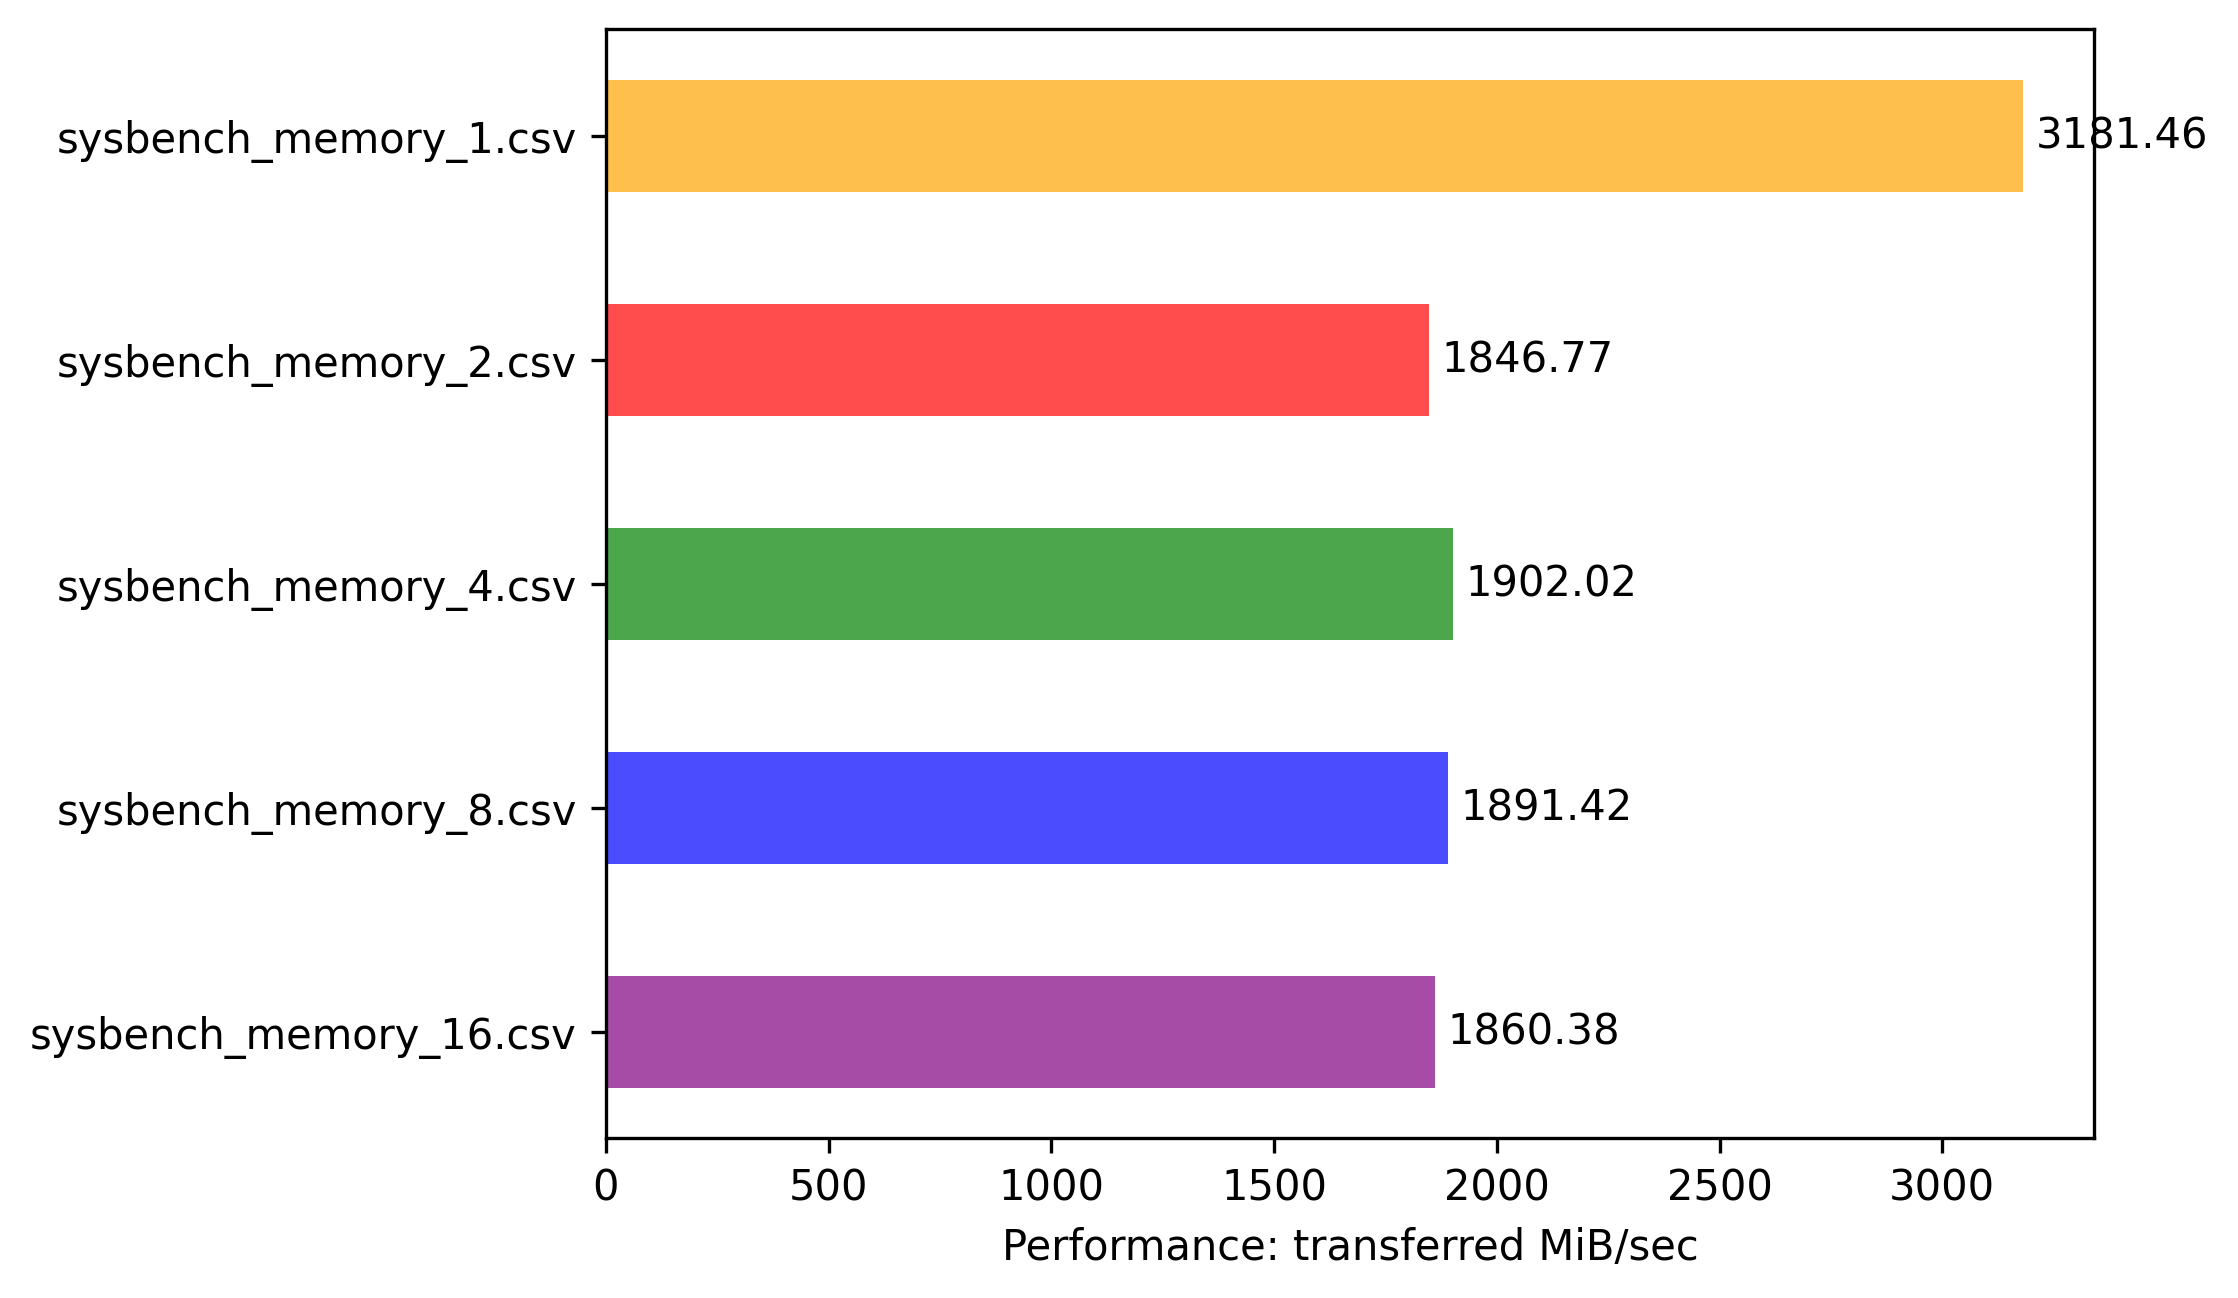 sysbench_memory_1.csv
3181.46
sysbench_memory_2.csv
1846.77
sysbench_memory_4.csv
1902.02
sysbench_memory_8.csv
1891.42
sysbench_memory_16.csv
1860.38
0 500 1000 1500 2000 2500 3000
Performance: transferred MiB/sec